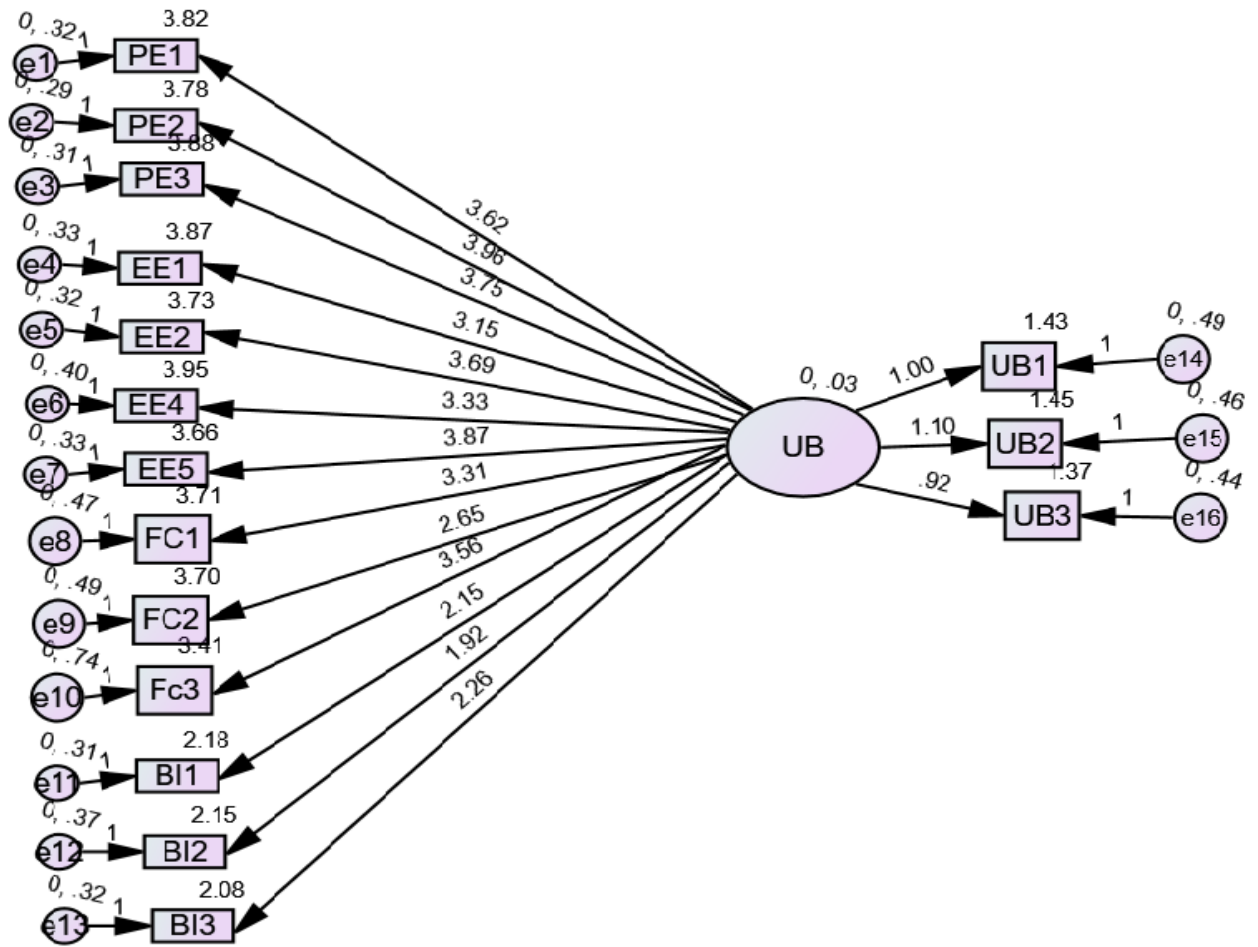 0, .32
1
3.82
e1
PE1
0, .29
1
3.78
e2
PE2
0, .31
1
3.88
e3
PE3
0, .33
1
3.87
e4
EE1
0, .32
1
3.73
e5
EE2
0, .40
1
3.95
e6
EE4
0, .33
1
3.66
e7
EE5
0, .47
1
3.71
e8
FC1
0, .49
1
3.70
e9
FC2
0, .74
1
3.41
e10
Fc3
0, .31
1
2.18
e11
BI1
0, .37
1
2.15
e12
BI2
0, .32
1
2.08
e13
BI3
3.62
3.96
3.75
3.15
3.69
3.33
3.87
3.31
2.65
3.56
2.15
1.92
2.26
0, .03
UB
1.00
1.10
.92
1.43
UB1
1
0, .49
e14
1.45
UB2
1
0, .46
e15
1.37
UB3
1
0, .44
e16